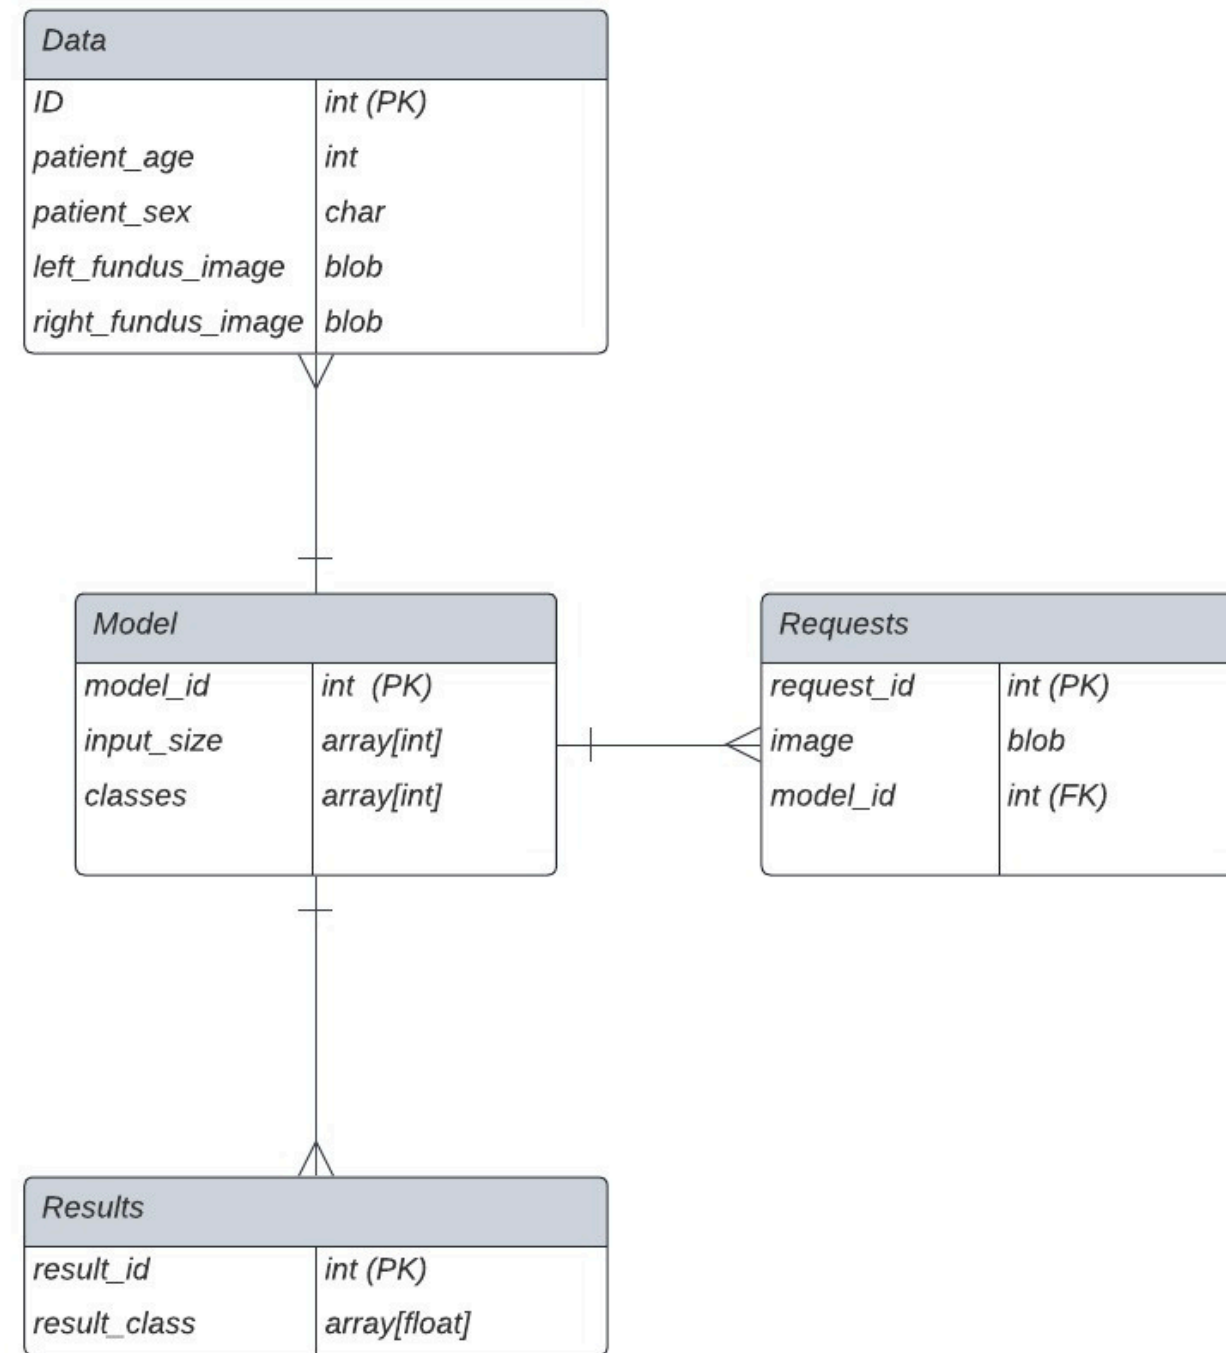 Data
ID int (PK)
patient_age int
patient_sex char
left_fundus_image blob
right_fundus_image blob
Model
model_id int (PK)
input_size array[int]
classes array[int]
Requests
request_id int (PK)
image blob
model_id int (FK)
Results
result_id int (PK)
result_class array[float]